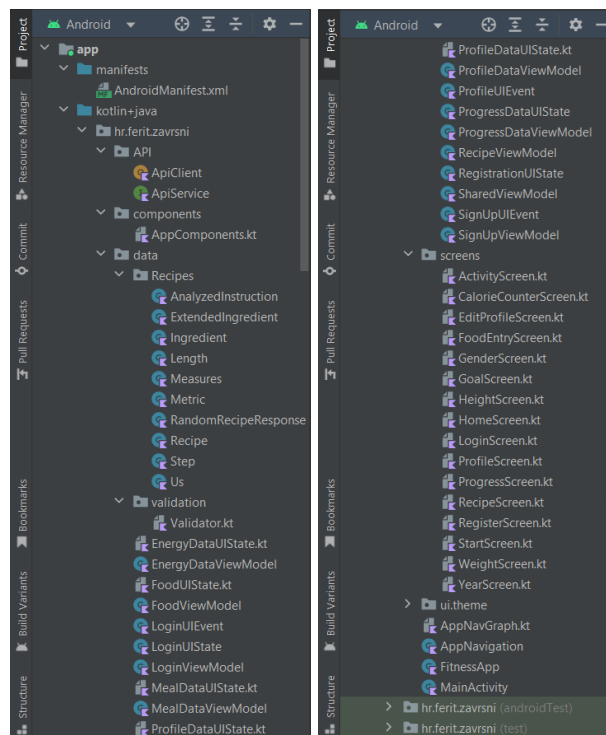 Android
app
manifests
AndroidManifest.xml
kotlin+java
hr.ferit.zavrsni
API
ApiClient
ApiService
components
AppComponents.kt
data
Recipes
AnalyzedInstruction
ExtendedIngredient
Ingredient
Length
Measures
Metric
RandomRecipeResponse
Recipe
Step
Us
validation
Validator.kt
EnergyDataUIState.kt
EnergyDataViewModel
FoodUIState.kt
FoodViewModel
LoginUIEvent
LoginUIState
LoginViewModel
MealDataUIState.kt
MealDataViewModel
ProfileDataUIState.kt
Project
Resource Manager
Commit
Pull Requests
Bookmarks
Build Variants
Structure
Android
ProfileDataUIState.kt
ProfileDataViewModel
ProfileUIEvent
ProgressDataUIState
ProgressDataViewModel
RecipeViewModel
RegistrationUIState
SharedViewModel
SignUpUIEvent
SignUpViewModel
screens
ActivityScreen.kt
CalorieCounterScreen.kt
EditProfileScreen.kt
FoodEntryScreen.kt
GenderScreen.kt
GoalScreen.kt
HeightScreen.kt
HomeScreen.kt
LoginScreen.kt
ProfileScreen.kt
ProgressScreen.kt
RecipeScreen.kt
RegisterScreen.kt
StartScreen.kt
WeightScreen.kt
YearScreen.kt
ui.theme
AppNavGraph.kt
AppNavigation
FitnessApp
MainActivity
hr.ferit.zavrsni (androidTest)
hr.ferit.zavrsni (test)
Project
Resource Manager
Commit
Pull Requests
Bookmarks
Build Variants
Structure